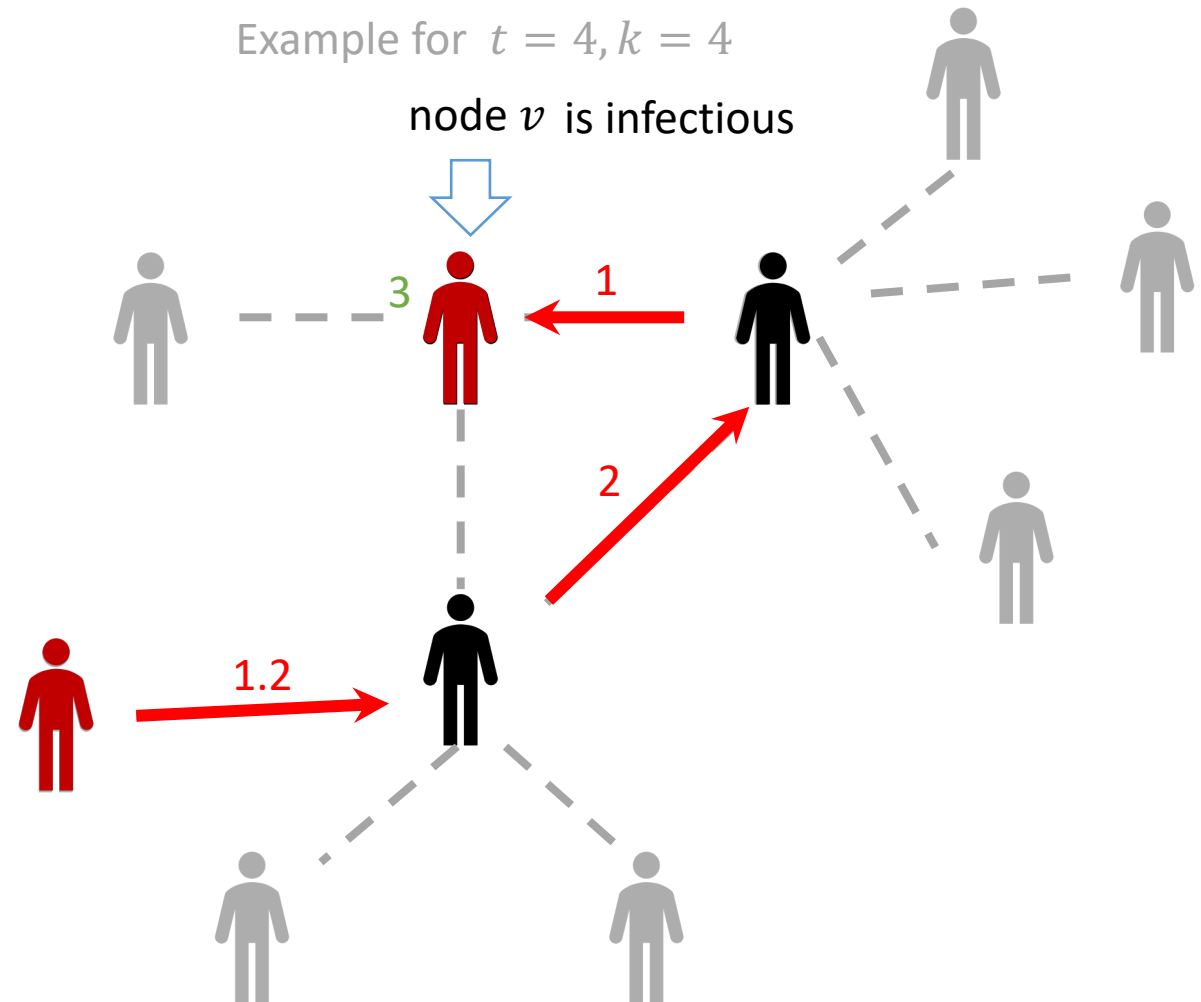 Example for t = 4, k = 4
node v is infectious
3
1
2
1.2